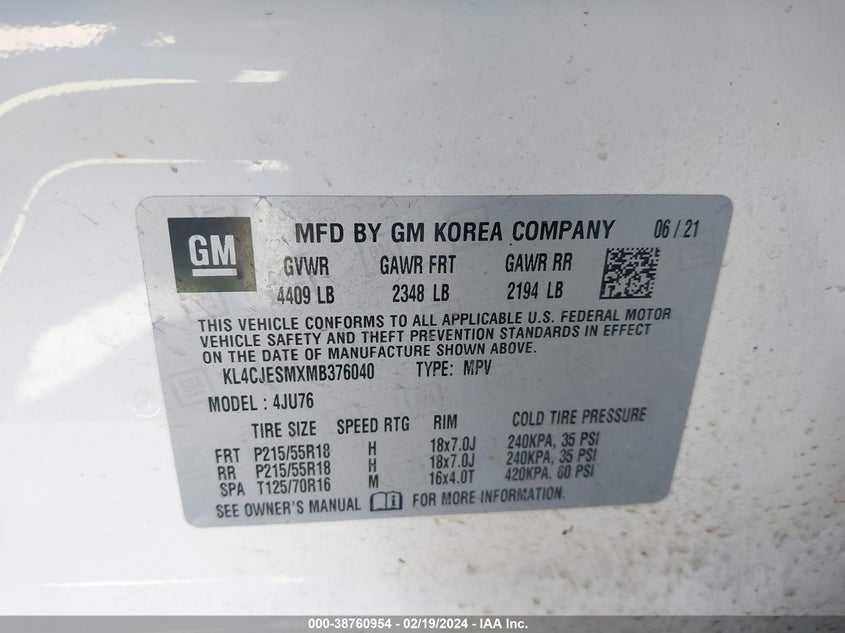 GM
MFD BY GM KOREA COMPANY 06 / 21
GVWR GAWR FRT GAWR RR
4409 LB 2348 LB 2194 LB
THIS VEHICLE CONFORMS TO ALL APPLICABLE U.S. FEDERAL MOTOR
VEHICLE SAFETY AND THEFT PREVENTION STANDARDS IN EFFECT
ON THE DATE OF MANUFACTURE SHOWN ABOVE.
KL4CJESMXMB376040 TYPE: MPV
MODEL : 4JU76
TIRE SIZE SPEED RTG RIM COLD TIRE PRESSURE
FRT P215/55R18 H 18x7.0J 240KPA, 35 PSI
RR P215/55R18 H 18x7.0J 240KPA, 35 PSI
SPA T125/70R16 M 16x4.0T 420KPA, 60 PSI
SEE OWNER'S MANUAL FOR MORE INFORMATION.
000-38760954 - 02/19/2024 - IAA Inc.